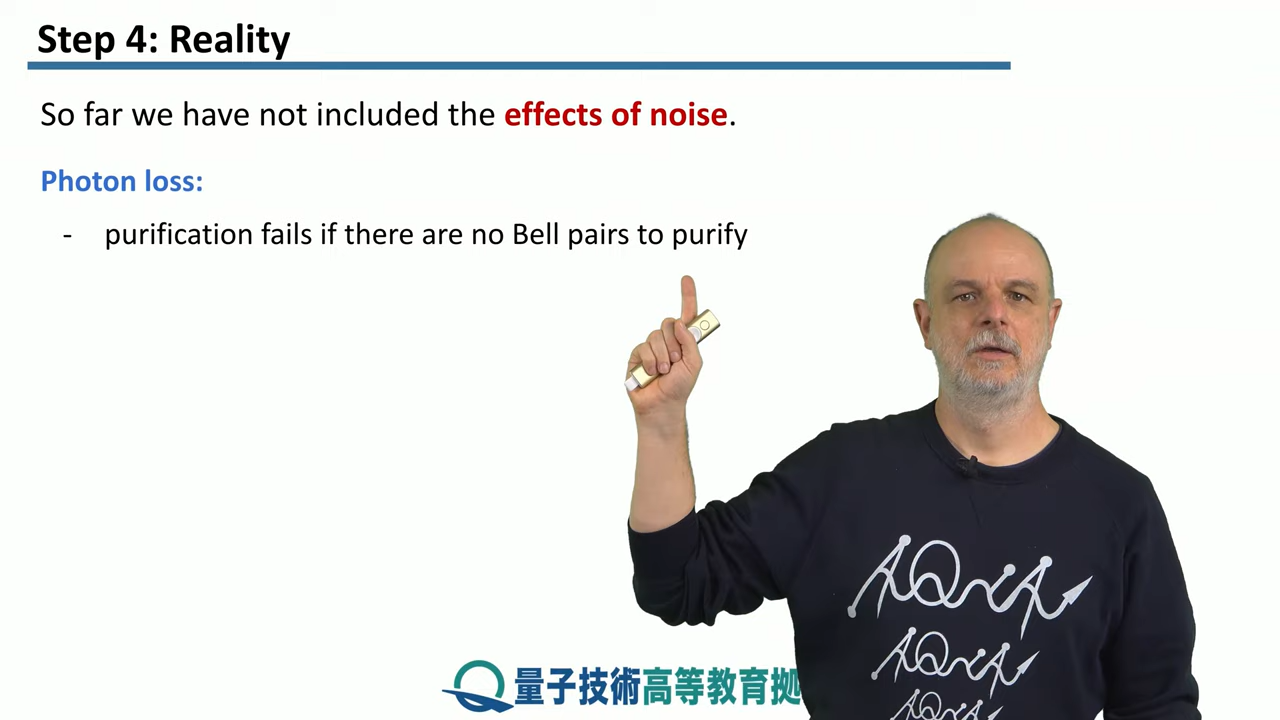 Step 4: Reality
So far we have not included the effects of noise.
Photon loss:
- purification fails if there are no Bell pairs to purify
量子技術高等教育拠